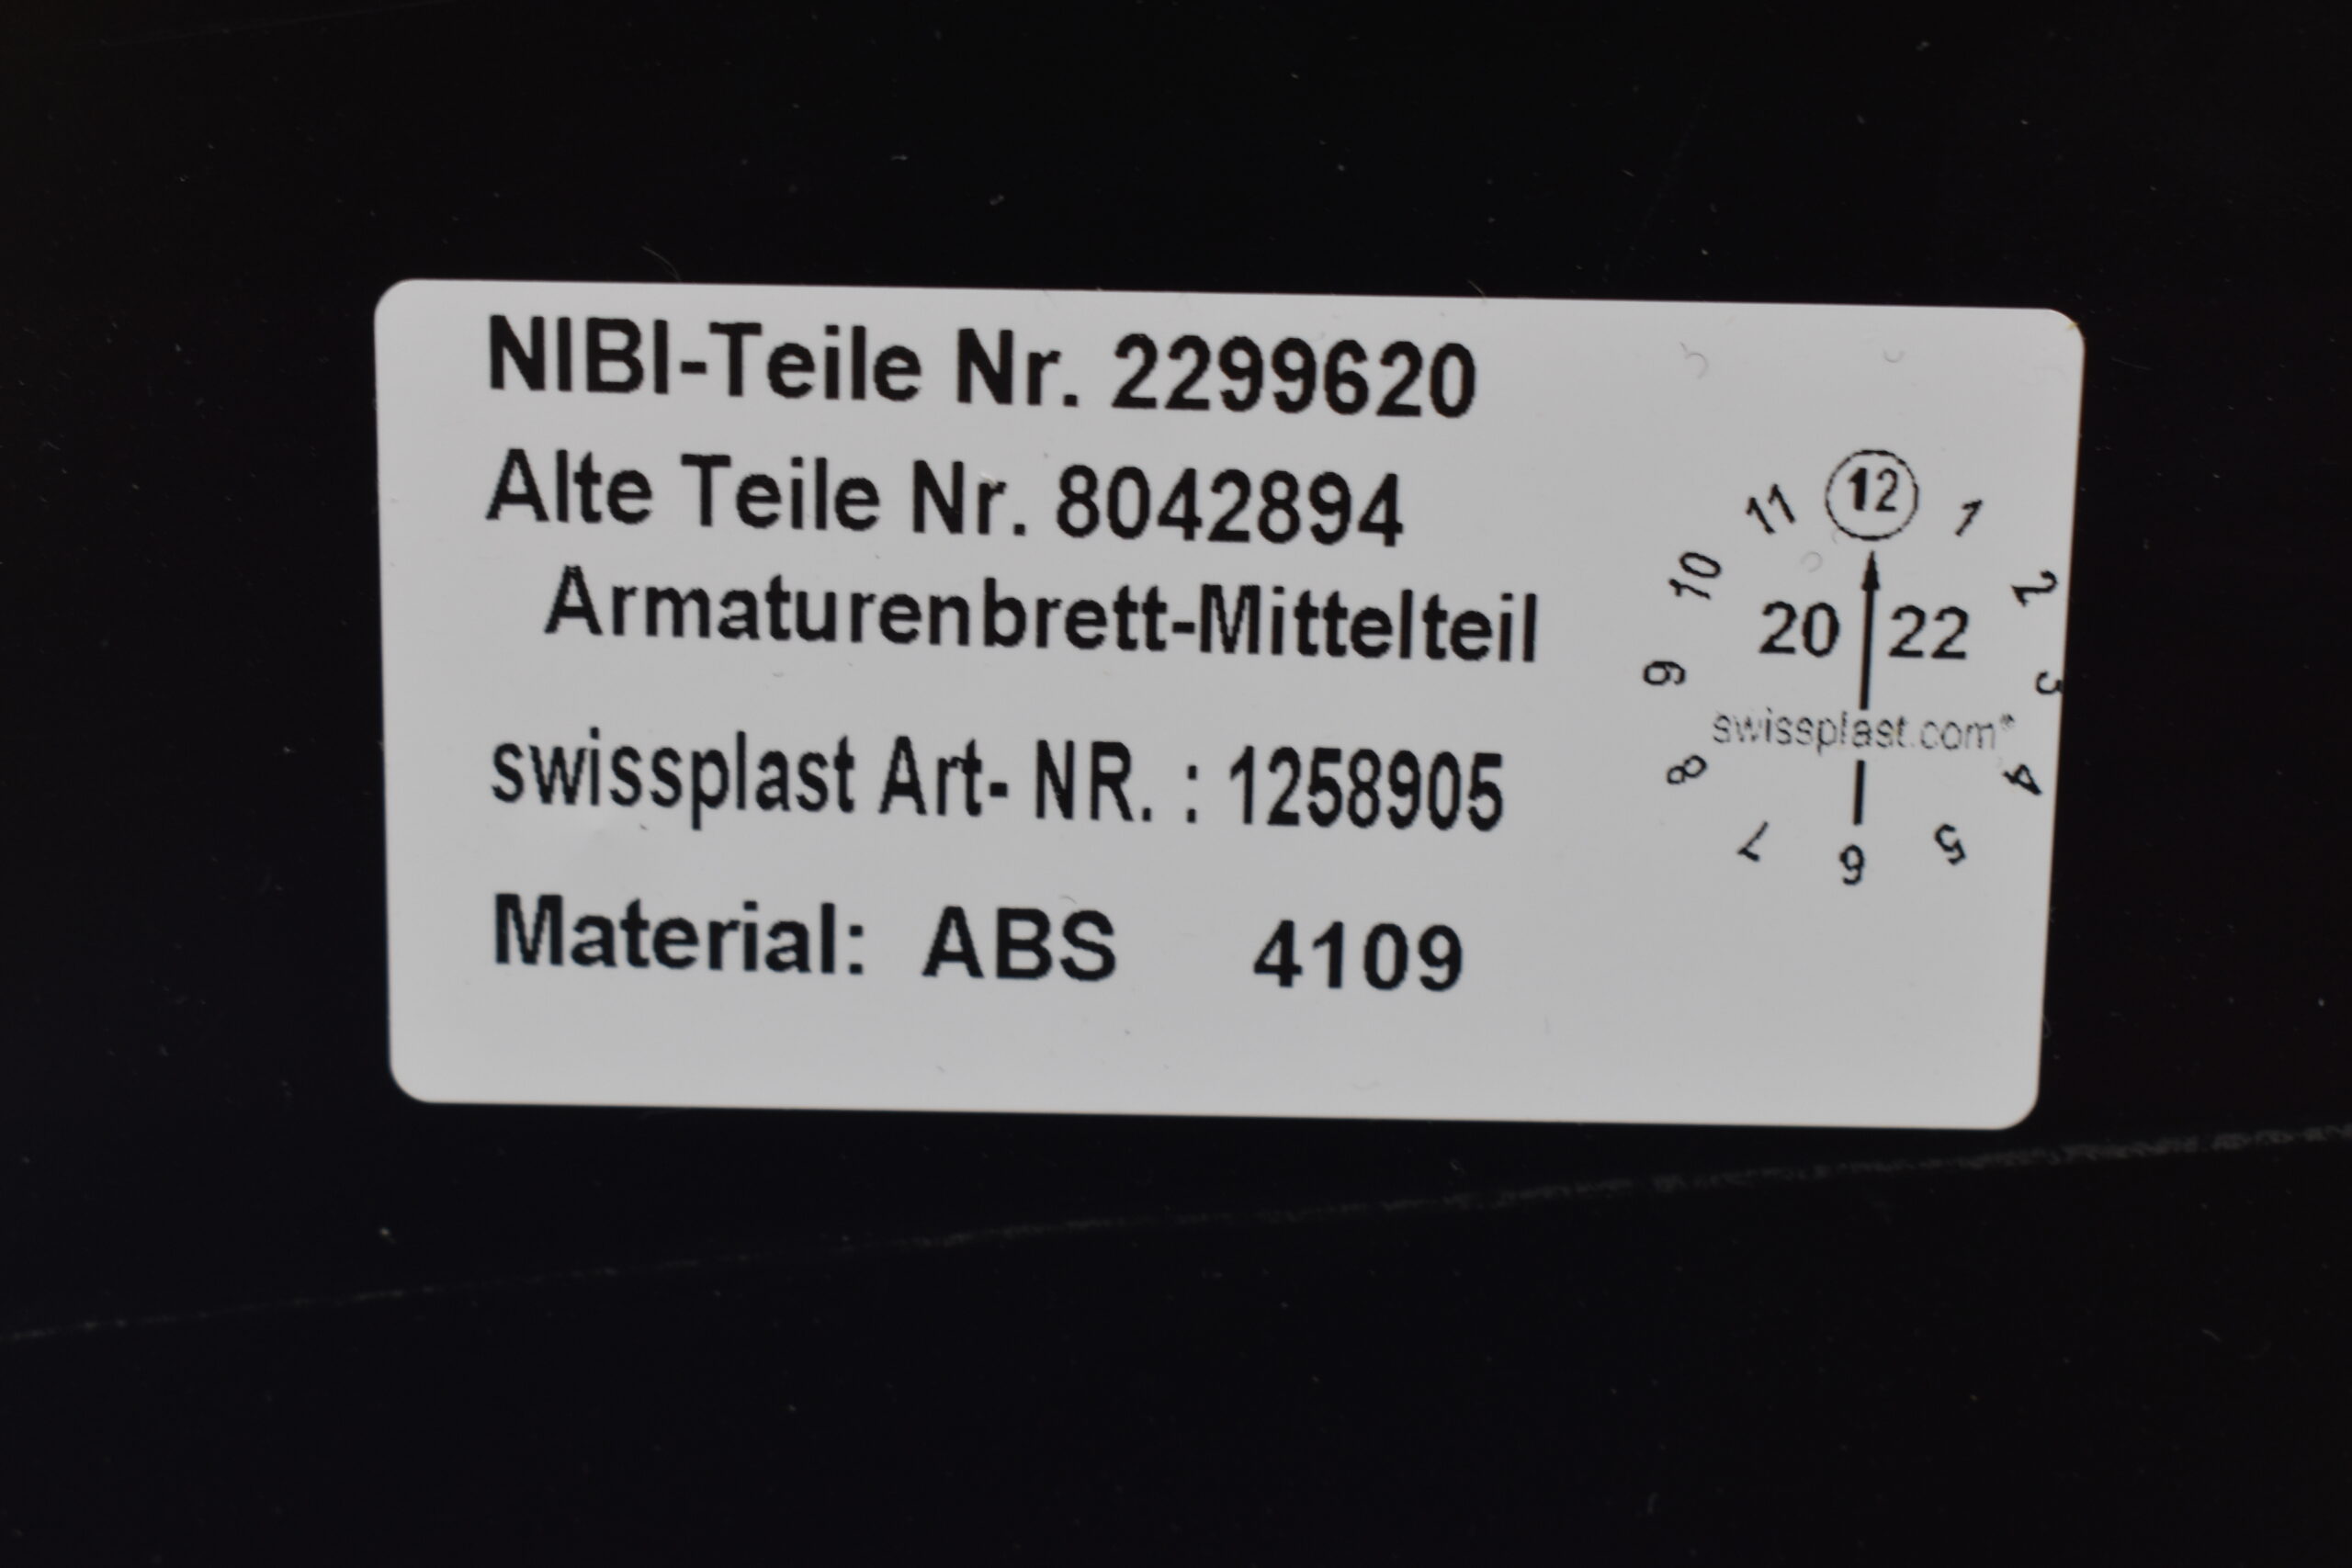 NIBI-Teile Nr. 2299620
Alte Teile Nr. 8042894
Armaturenbrett-Mittelteil
swissplast Art- NR. : 1258905
Material: ABS 4109
12
11 1
10 2
20 22
9 3
swissplast.com®
8 4
7 5
6